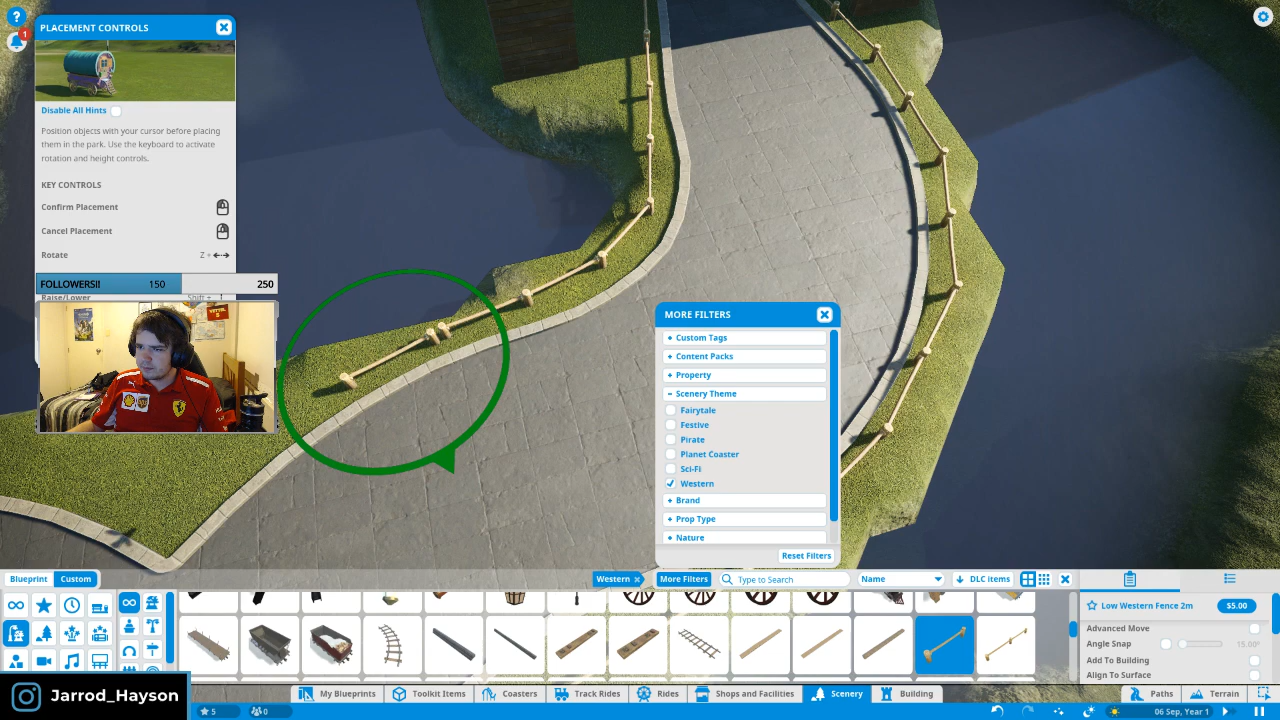 ?
1
PLACEMENT CONTROLS
Disable All Hints
Position objects with your cursor before placing
them in the park. Use the keyboard to activate
rotation and height controls.
KEY CONTROLS
Confirm Placement
Cancel Placement
Rotate Z +
FOLLOWERS!! 150 250
Raise/Lower Shift +
MORE FILTERS
+ Custom Tags
+ Content Packs
+ Property
- Scenery Theme
Fairytale
Festive
Pirate
Planet Coaster
Sci-Fi
Western
+ Brand
+ Prop Type
+ Nature
Reset Filters
Blueprint Custom Western × More Filters Type to Search Name DLC items
Low Western Fence 2m $5.00
Advanced Move
Angle Snap 15.00°
Add To Building
Align To Surface
Jarrod_Hayson
My Blueprints Toolkit Items Coasters Track Rides Rides Shops and Facilities Scenery Building Paths Terrain
5 0 06 Sep, Year 1